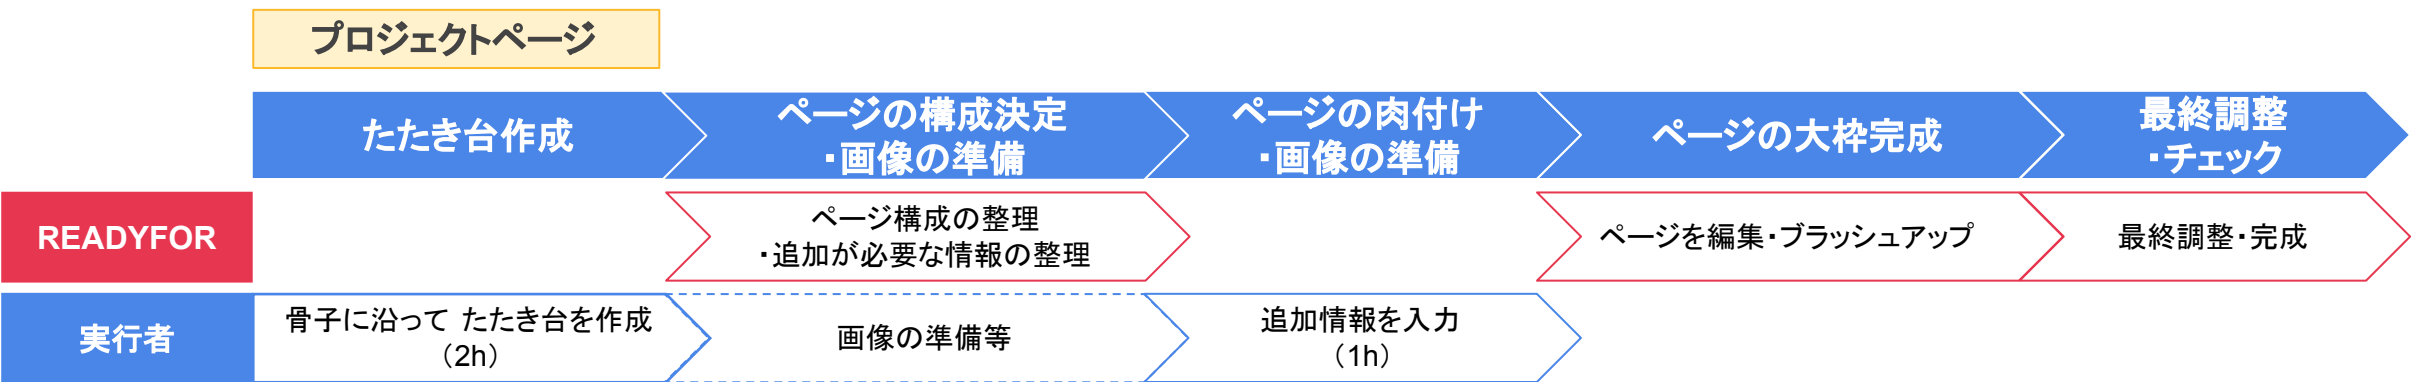 プロジェクトページ
たたき台作成
ページの構成決定
・画像の準備
ページの肉付け
・画像の準備
ページの大枠完成
最終調整
・チェック
READYFOR
ページ構成の整理
・追加が必要な情報の整理
ページを編集・ブラッシュアップ
最終調整・完成
実行者
骨子に沿って たたき台を作成
（2h）
画像の準備等
追加情報を入力
（1h）